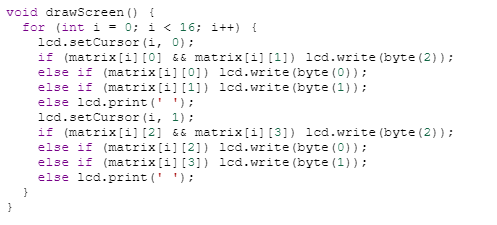 void drawScreen() {
  for (int i = 0; i < 16; i++) {
    lcd.setCursor(i, 0);
    if (matrix[i][0] && matrix[i][1]) lcd.write(byte(2));
    else if (matrix[i][0]) lcd.write(byte(0));
    else if (matrix[i][1]) lcd.write(byte(1));
    else lcd.print(' ');
    lcd.setCursor(i, 1);
    if (matrix[i][2] && matrix[i][3]) lcd.write(byte(2));
    else if (matrix[i][2]) lcd.write(byte(0));
    else if (matrix[i][3]) lcd.write(byte(1));
    else lcd.print(' ');
  }
}